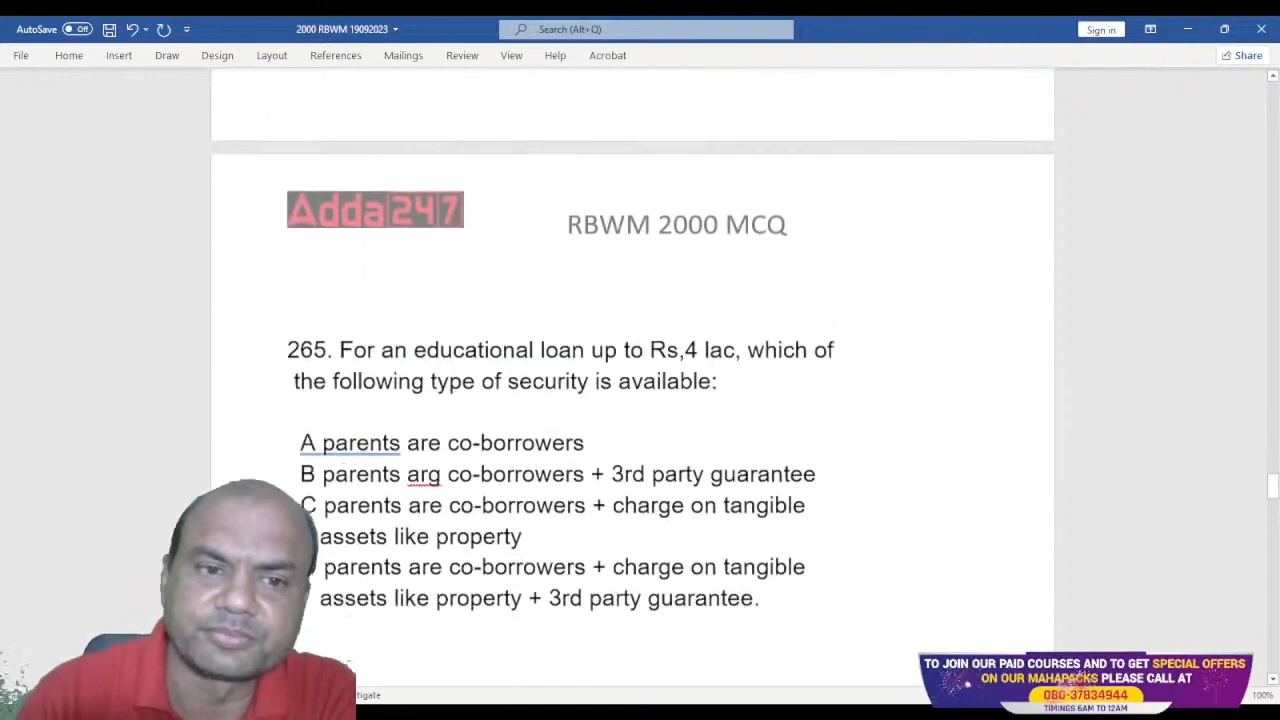 AutoSave Off 2000 RBWM 19092023 Search (Alt+Q) Sign in
File Home Insert Draw Design Layout References Mailings Review View Help Acrobat Share
Adda247
RBWM 2000 MCQ
265. For an educational loan up to Rs,4 lac, which of
the following type of security is available:
A parents are co-borrowers
B parents arg co-borrowers + 3rd party guarantee
C parents are co-borrowers + charge on tangible
assets like property
parents are co-borrowers + charge on tangible
assets like property + 3rd party guarantee.
TO JOIN OUR PAID COURSES AND TO GET SPECIAL OFFERS
ON OUR MAHAPACKS PLEASE CALL AT
080-37834944
TIMINGS 6AM TO 12AM
100%